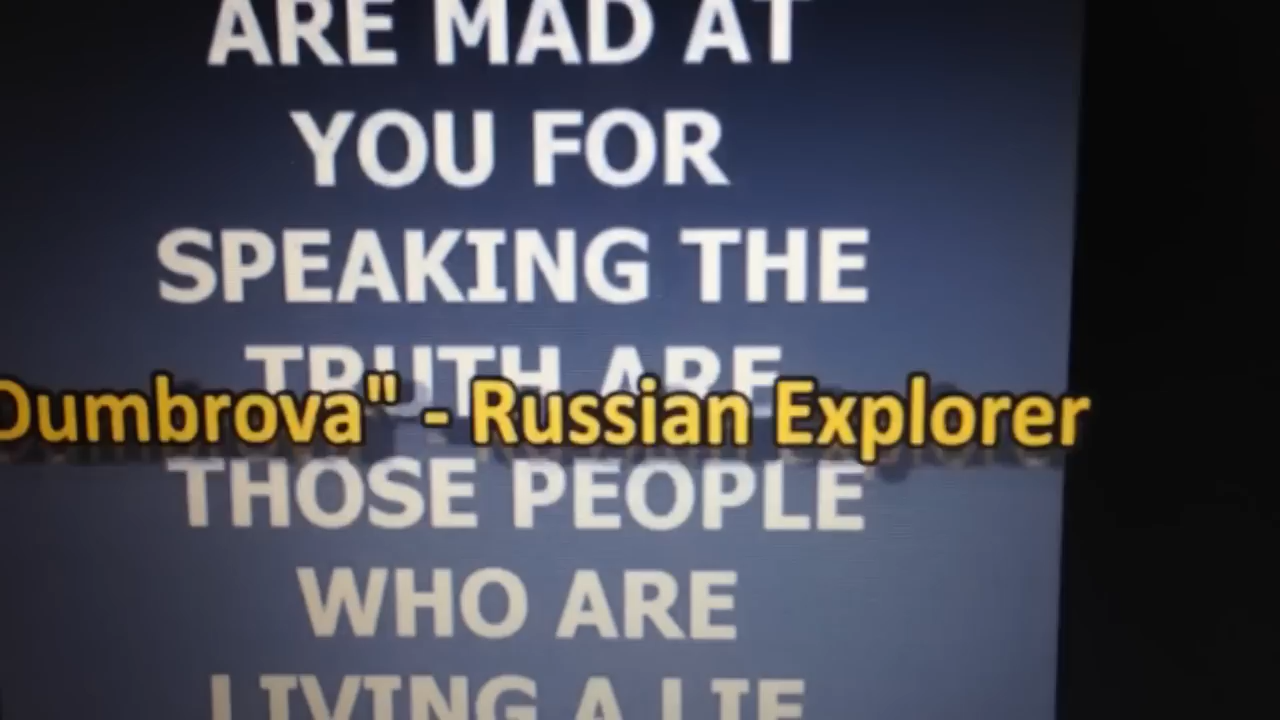 ARE MAD AT
YOU FOR
SPEAKING THE
TRUTH ARE
Dumbrova" - Russian Explorer
THOSE PEOPLE
WHO ARE
LIVING A LIE